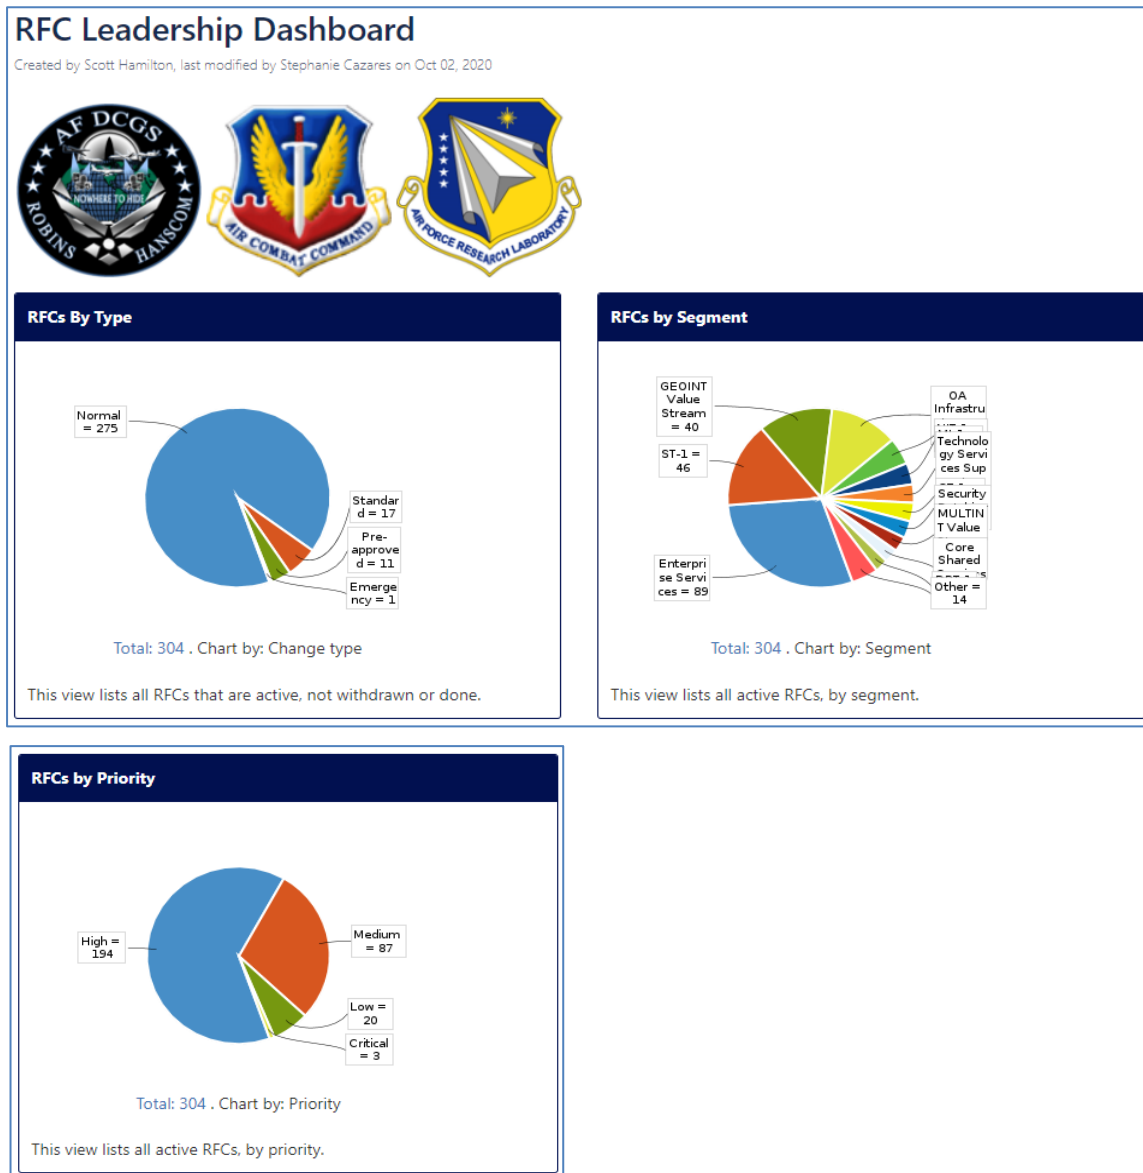 RFC Leadership Dashboard
Created by Scott Hamilton, last modified by Stephanie Cazares on Oct 02, 2020
AF DCGS
NOWHERE TO HIDE
ROBINS
HANSCOM
AIR COMBAT COMMAND
AIR FORCE RESEARCH LABORATORY
RFCs By Type
Normal
= 275
Standar
d = 17
Pre-
approve
d = 11
Emerge
ncy = 1
Total: 304 . Chart by: Change type
This view lists all RFCs that are active, not withdrawn or done.
RFCs by Segment
GEOINT
Value
Stream
= 40
ST-1 =
46
Enterpri
se Servi
ces = 89
OA
Infrastru
Technolo
gy Servi
ces Sup
Security
MULTIN
T Value
Core
Shared
Other =
14
Total: 304 . Chart by: Segment
This view lists all active RFCs, by segment.
RFCs by Priority
High =
194
Medium
= 87
Low =
20
Critical
= 3
Total: 304 . Chart by: Priority
This view lists all active RFCs, by priority.